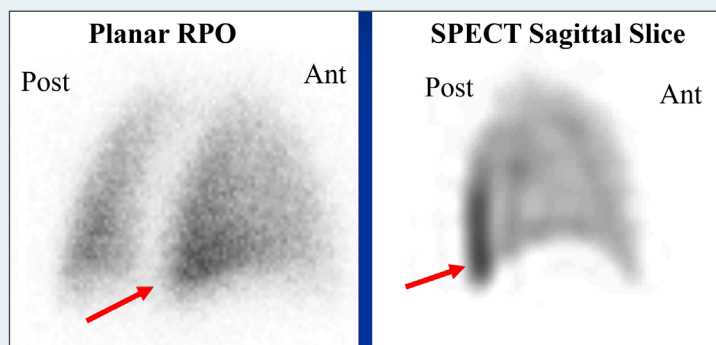 Planar RPO
Post
Ant
SPECT Sagittal Slice
Post
Ant